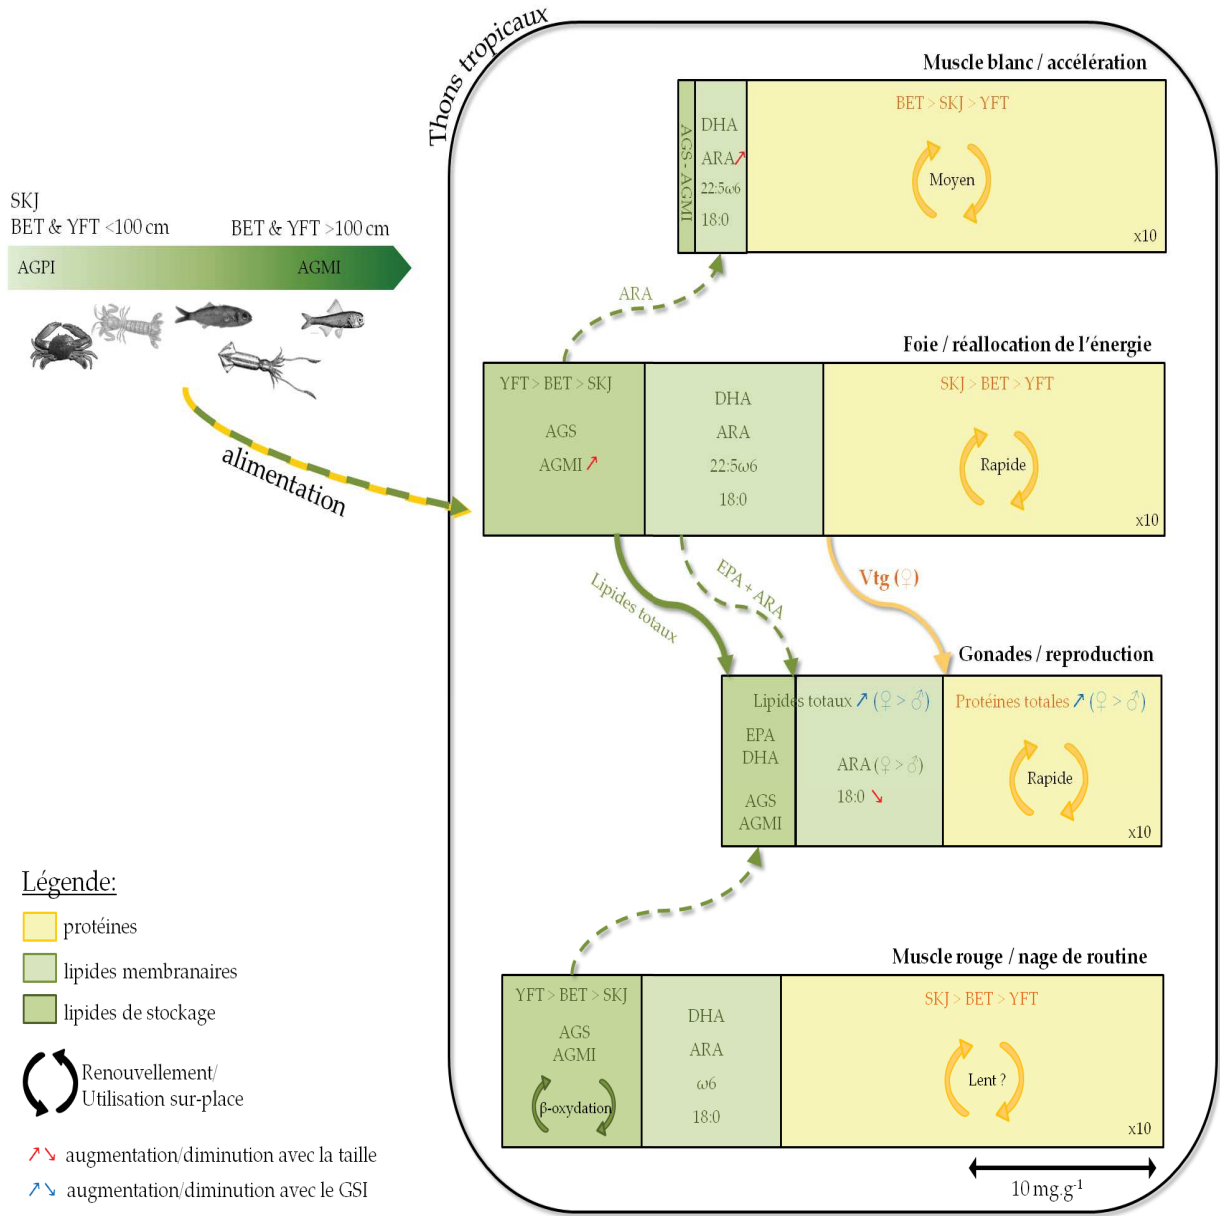 Thons tropicaux
Muscle blanc / accélération
AGS - AGMI
DHA
ARA
22:5ω6
18:0
BET > SKJ > YFT
Moyen
x10
SKJ
BET & YFT <100 cm
BET & YFT >100 cm
AGPI
AGMI
alimentation
ARA
Foie / réallocation de l'énergie
YFT > BET > SKJ
AGS
AGMI
DHA
ARA
22:5ω6
18:0
SKJ > BET > YFT
Rapide
x10
Lipides totaux
EPA + ARA
Vtg (♀)
Gonades / reproduction
Lipides totaux (♀ > ♂)
EPA
DHA
AGS
AGMI
ARA (♀ > ♂)
18:0
Protéines totales (♀ > ♂)
Rapide
x10
Muscle rouge / nage de routine
YFT > BET > SKJ
AGS
AGMI
β-oxydation
DHA
ARA
ω6
18:0
SKJ > BET > YFT
Lent ?
x10
10 mg.g⁻¹
Légende:
protéines
lipides membranaires
lipides de stockage
Renouvellement/
Utilisation sur-place
augmentation/diminution avec la taille
augmentation/diminution avec le GSI